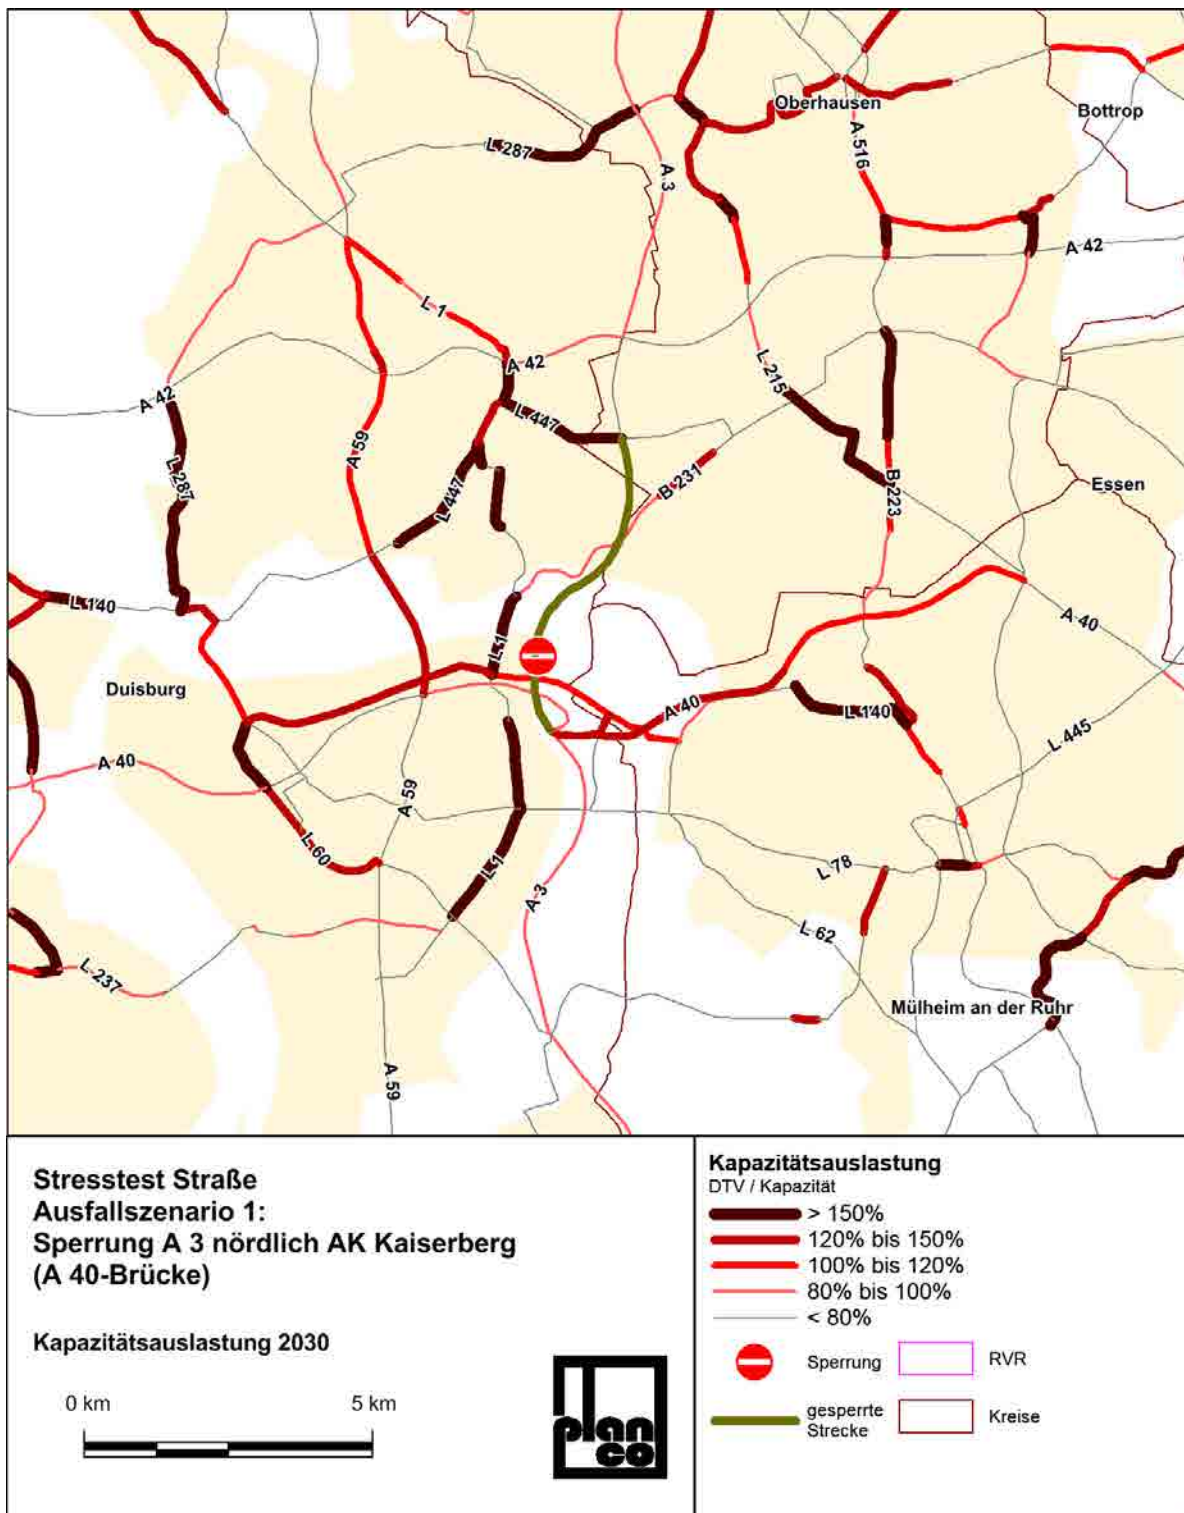 Oberhausen
Bottrop
L 287
A 3
A 516
A 42
L 1
A 42
A 42
L 215
L 447
A 59
L 287
L 447
B 231
B 223
Essen
L 140
A 40
L 1
Duisburg
A 40
L 140
L 445
A 40
A 59
L 60
L 1
L 78
A 3
L 62
L 237
Mülheim an der Ruhr
A 59
Stresstest Straße
Ausfallszenario 1:
Sperrung A 3 nördlich AK Kaiserberg
(A 40-Brücke)
Kapazitätsauslastung 2030
0 km 5 km
plan
co
Kapazitätsauslastung
DTV / Kapazität
> 150%
120% bis 150%
100% bis 120%
80% bis 100%
< 80%
Sperrung
RVR
gesperrte
Strecke
Kreise